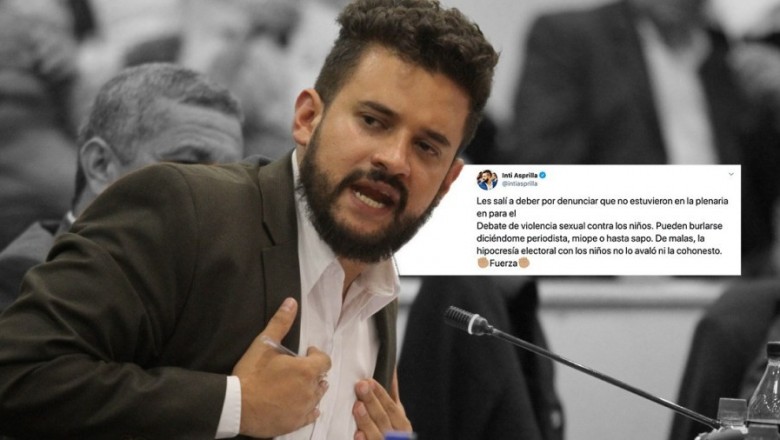 Inti Asprilla
@intiasprilla
Les salí a deber por denunciar que no estuvieron en la plenaria
en para el
Debate de violencia sexual contra los niños. Pueden burlarse
diciéndome periodista, miope o hasta sapo. De malas, la
hipocresía electoral con los niños no lo avaló ni la cohonesto.
✊🏼Fuerza✊🏼